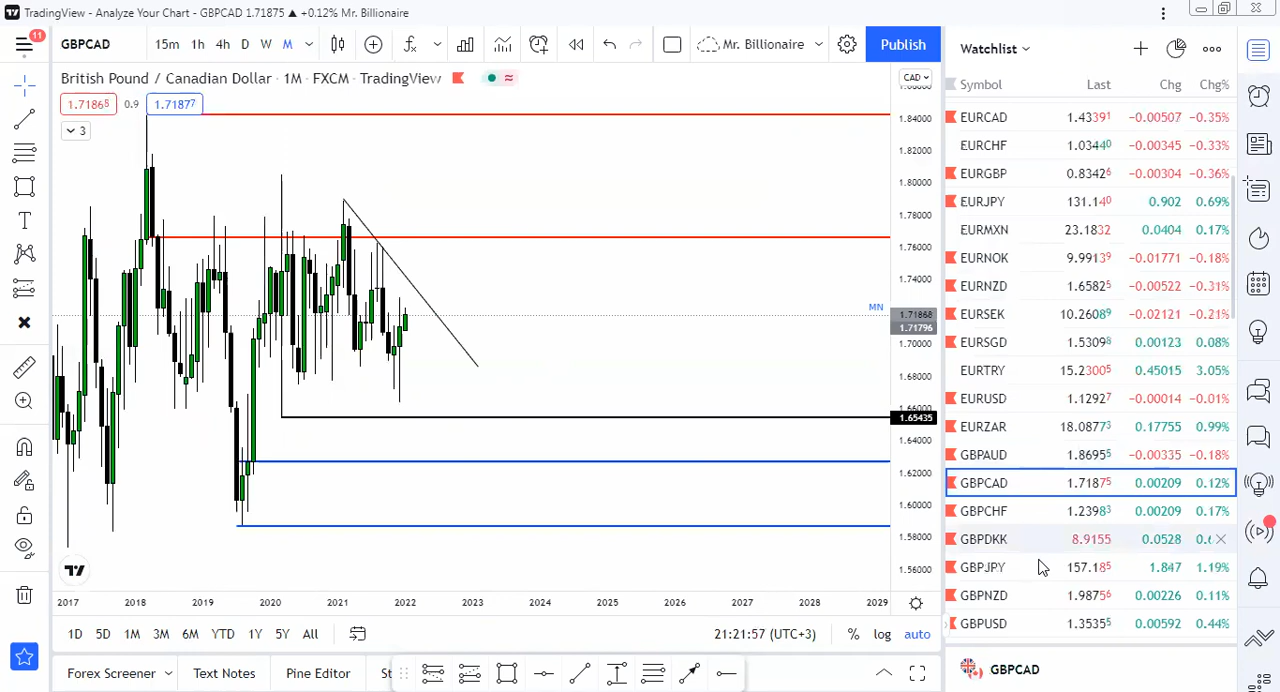 TradingView - Analyze Your Chart - GBPCAD 1.71875 ▲ +0.12% Mr. Billionaire
11
GBPCAD 15m 1h 4h D W M Mr. Billionaire Publish
British Pound / Canadian Dollar · 1M · FXCM · TradingView
1.71865 0.9 1.71877
3
CAD
1.86000
1.84000
1.82000
1.80000
1.78000
1.76000
1.74000
MN
1.71868
1.71796
1.70000
1.68000
1.66000
1.65435
1.64000
1.62000
1.60000
1.58000
1.56000
2017 2018 2019 2020 2021 2022 2023 2024 2025 2026 2027 2028 2029
1D 5D 1M 3M 6M YTD 1Y 5Y All 21:21:57 (UTC+3) % log auto
Forex Screener Text Notes Pine Editor St
Watchlist
Symbol Last Chg Chg%
EURCAD 1.43391 -0.00507 -0.35%
EURCHF 1.03440 -0.00345 -0.33%
EURGBP 0.83426 -0.00304 -0.36%
EURJPY 131.140 0.902 0.69%
EURMXN 23.1832 0.0404 0.17%
EURNOK 9.99139 -0.01771 -0.18%
EURNZD 1.65825 -0.00522 -0.31%
EURSEK 10.26089 -0.02121 -0.21%
EURSGD 1.53098 0.00123 0.08%
EURTRY 15.23005 0.45015 3.05%
EURUSD 1.12927 -0.00014 -0.01%
EURZAR 18.08773 0.17755 0.99%
GBPAUD 1.86955 -0.00335 -0.18%
GBPCAD 1.71875 0.00209 0.12%
GBPCHF 1.23983 0.00209 0.17%
GBPDKK 8.9155 0.0528
GBPJPY 157.185 1.847 1.19%
GBPNZD 1.98756 0.00226 0.11%
GBPUSD 1.35355 0.00592 0.44%
GBPCAD